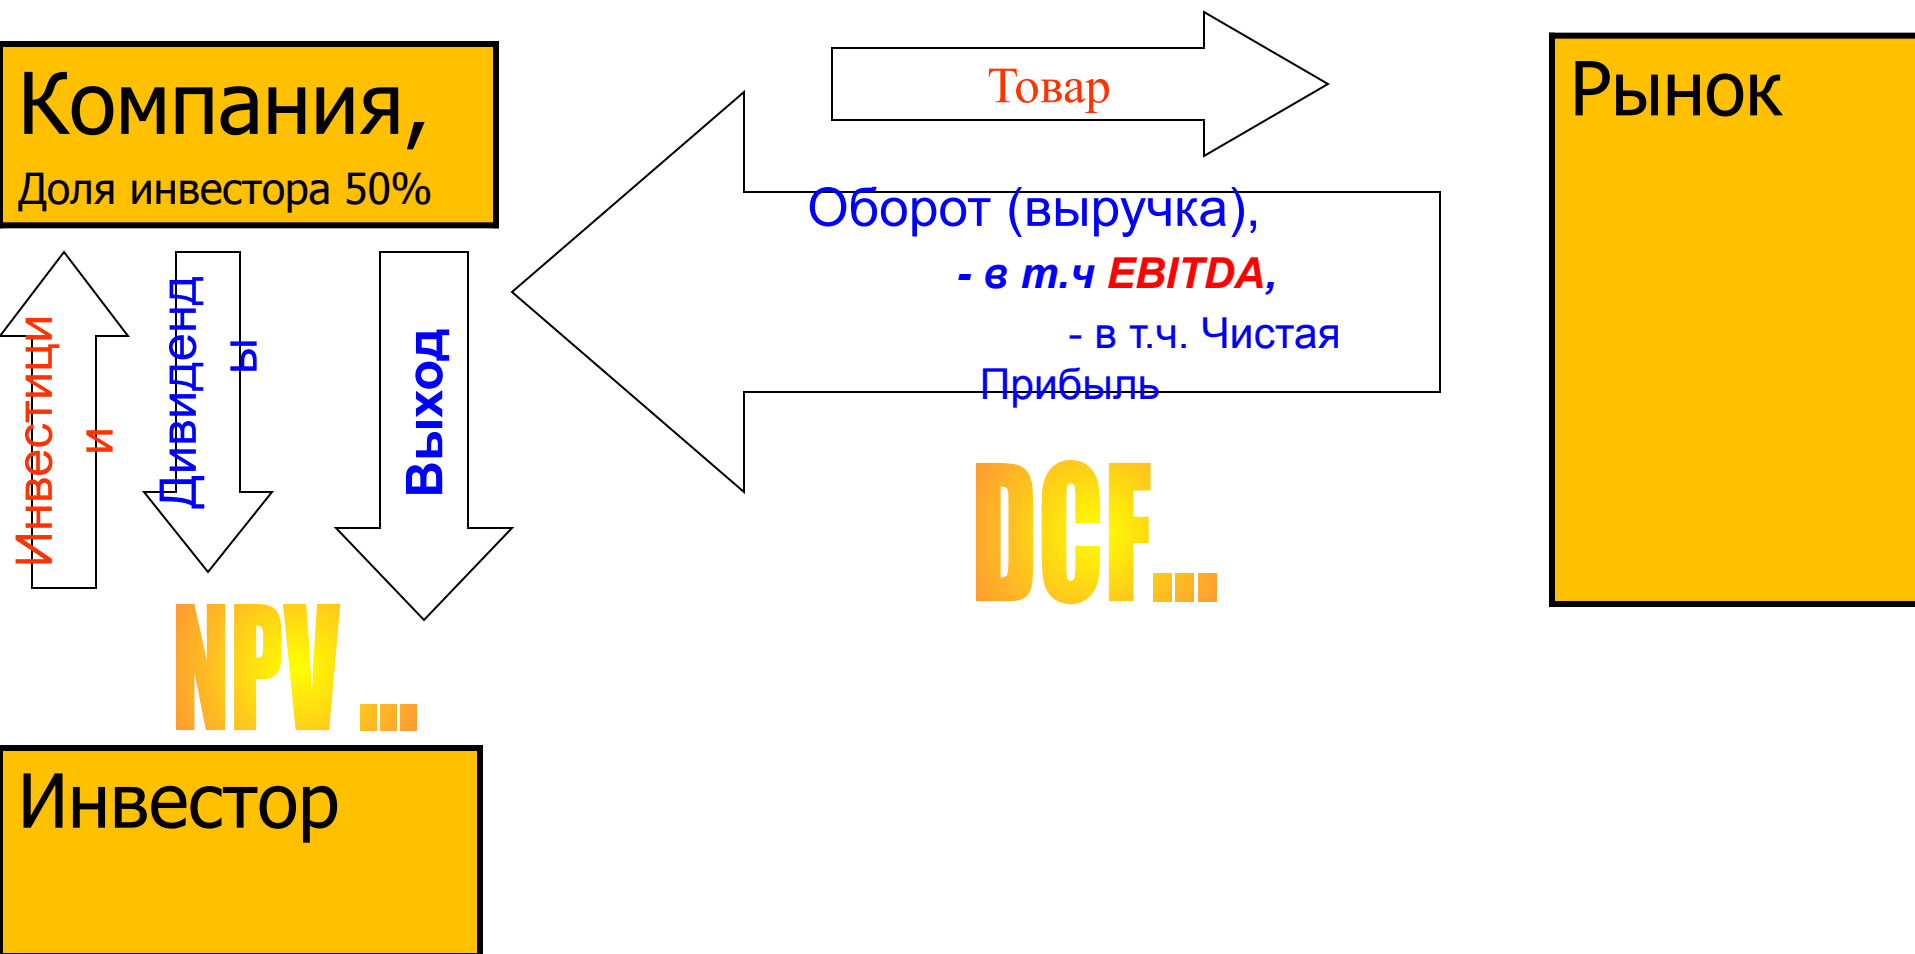 Компания,
Доля инвестора 50%
Товар
Рынок
Оборот (выручка),
- в т.ч EBITDA,
- в т.ч. Чистая
Прибыль
Инвестици
и
Дивиденд
ы
Выход
DCF...
NPV ...
Инвестор